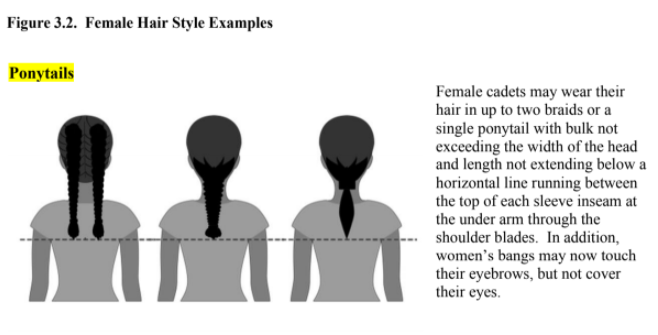 Figure 3.2.  Female Hair Style Examples
Ponytails
Female cadets may wear their
hair in up to two braids or a
single ponytail with bulk not
exceeding the width of the head
and length not extending below a
horizontal line running between
the top of each sleeve inseam at
the under arm through the
shoulder blades.  In addition,
women’s bangs may now touch
their eyebrows, but not cover
their eyes.